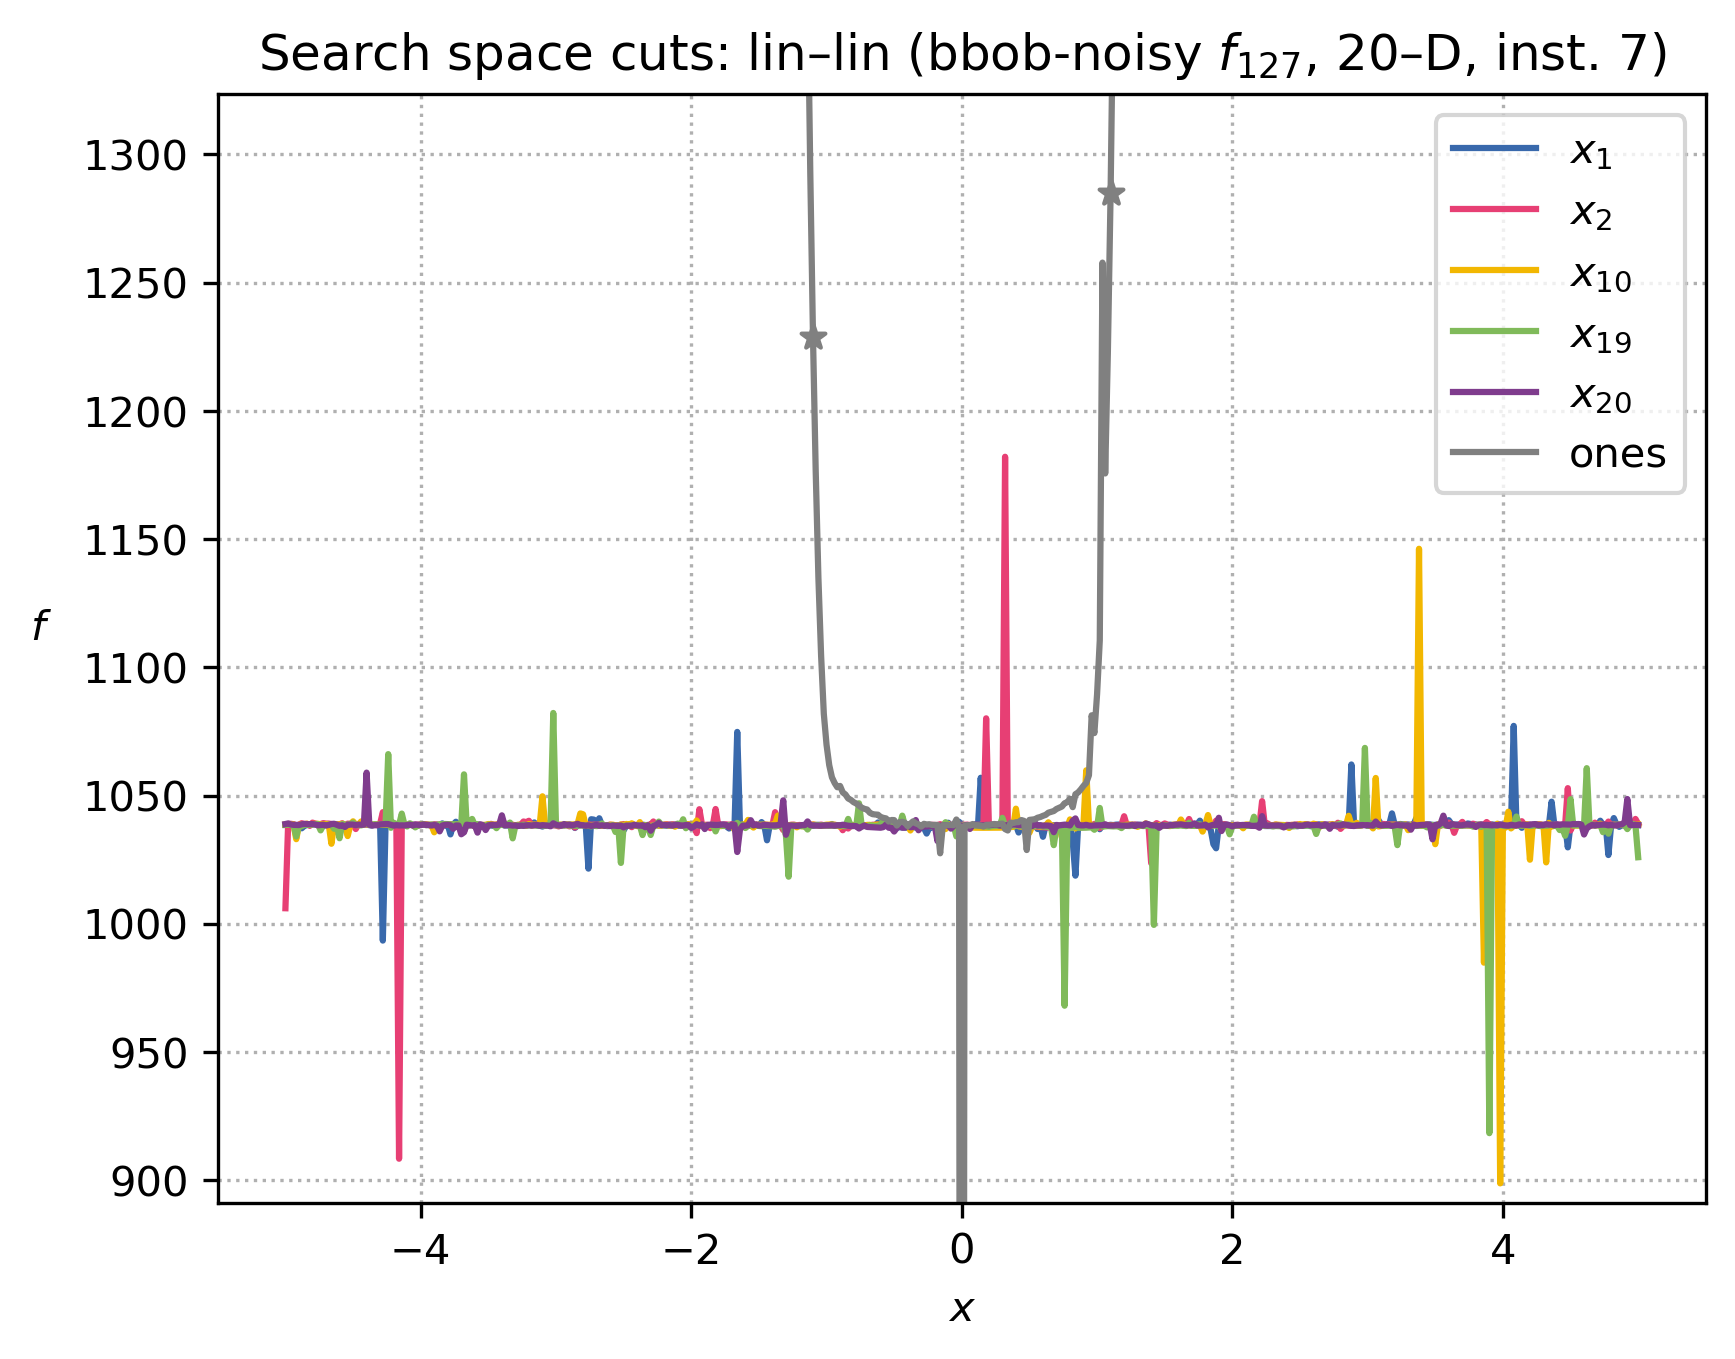 Search space cuts: lin–lin (bbob-noisy f₁₂₇, 20–D, inst. 7)
1300
1250
1200
1150
1100
1050
1000
950
900
f
x₁
x₂
x₁₀
x₁₉
x₂₀
ones
−4 −2 0 2 4
x